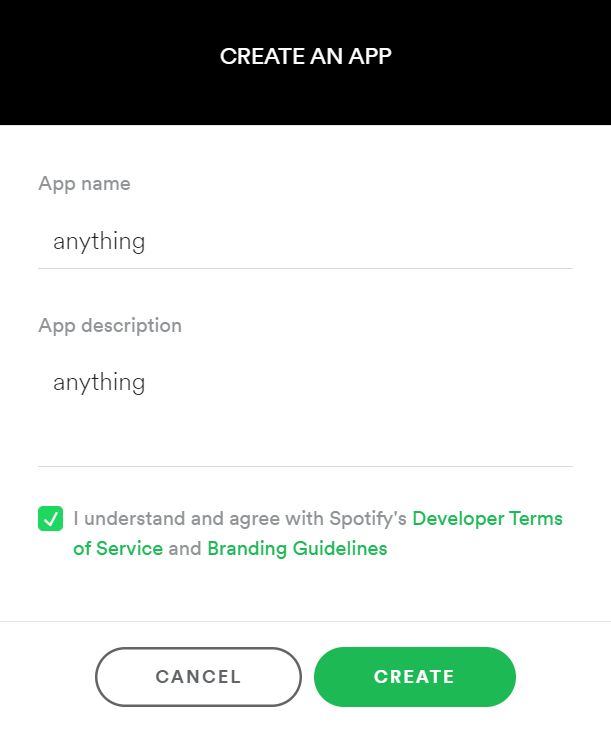 CREATE AN APP
App name
anything
App description
anything
I understand and agree with Spotify's Developer Terms
of Service and Branding Guidelines
CANCEL
CREATE